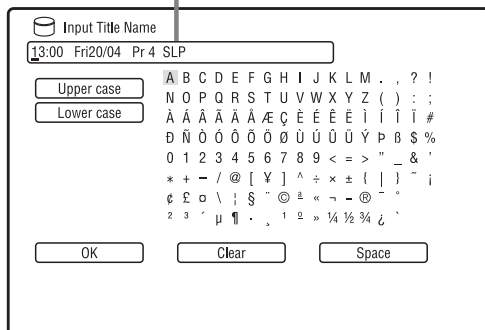 Input Title Name
13:00 Fri20/04 Pr 4 SLP
Upper case
Lower case
A B C D E F G H I J K L M . , ? !
N O P Q R S T U V W X Y Z ( ) : ;
À Á Â Ã Ä Å Æ Ç È É Ê Ë Ì Í Î Ï #
Ð Ñ Ò Ó Ô Õ Ö Ø Ù Ú Û Ü Ý Þ ß $ %
0 1 2 3 4 5 6 7 8 9 < = > " _ & '
* + – / @ [ ¥ ] ^ ÷ × ± { | } ~ ¡
¢ £ ¤ \ ¦ § ¨ © ª « ¬ - ® ¯ °
² ³ ´ µ ¶ · ¸ ¹ º » ¼ ½ ¾ ¿ `
OK
Clear
Space